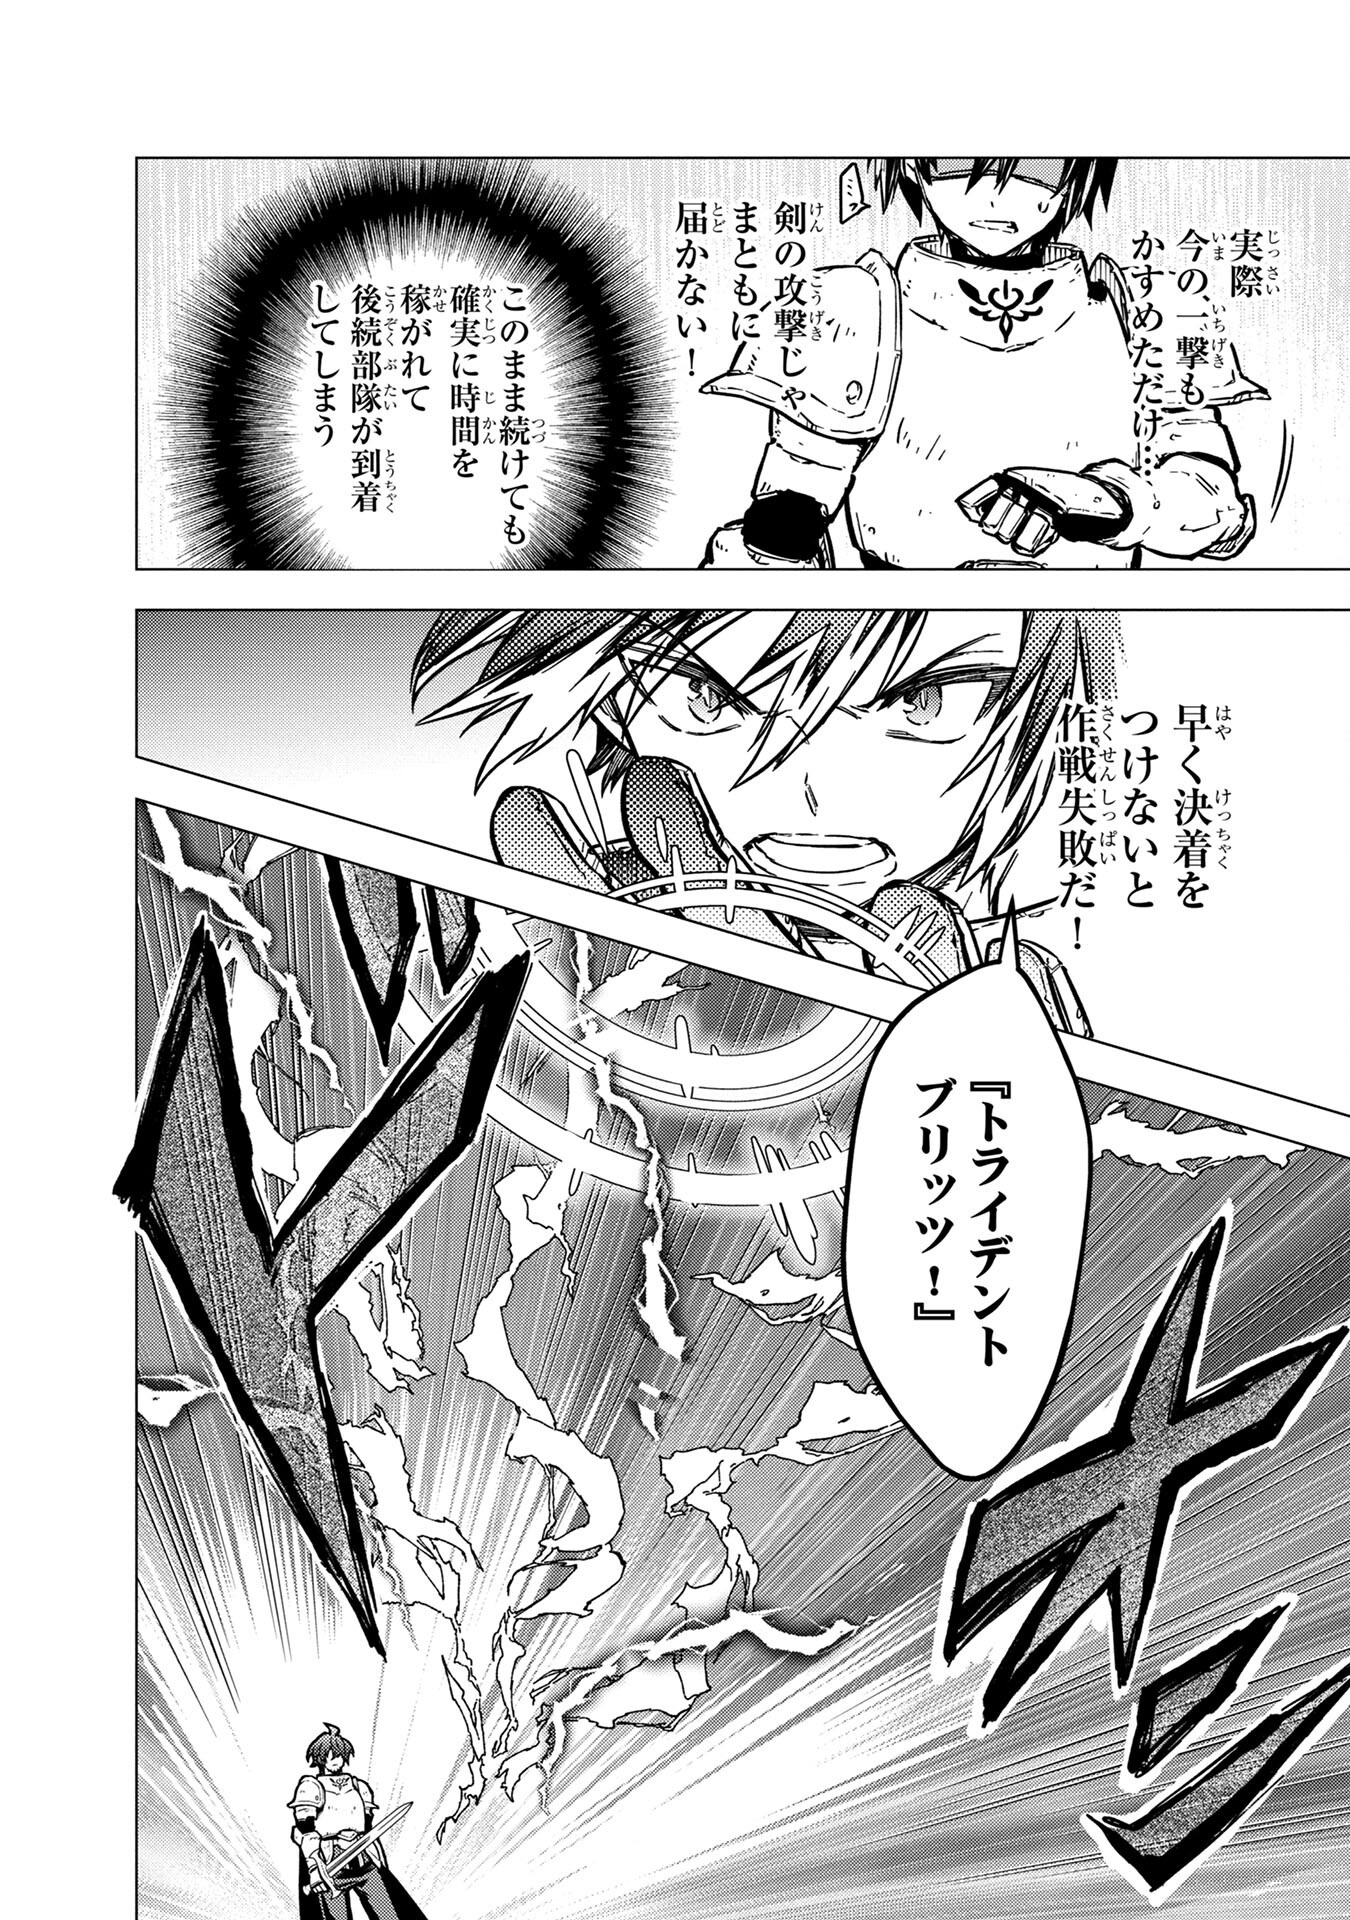 実際
今の一撃も
かすめただけ…
ミッ
剣の攻撃じゃ
まともに
届かない！
このまま続けても
確実に時間を
稼がれて
後続部隊が到着
してしまう
早く決着を
つけないと
作戦失敗だ！
『トライデント
ブリッツ！』